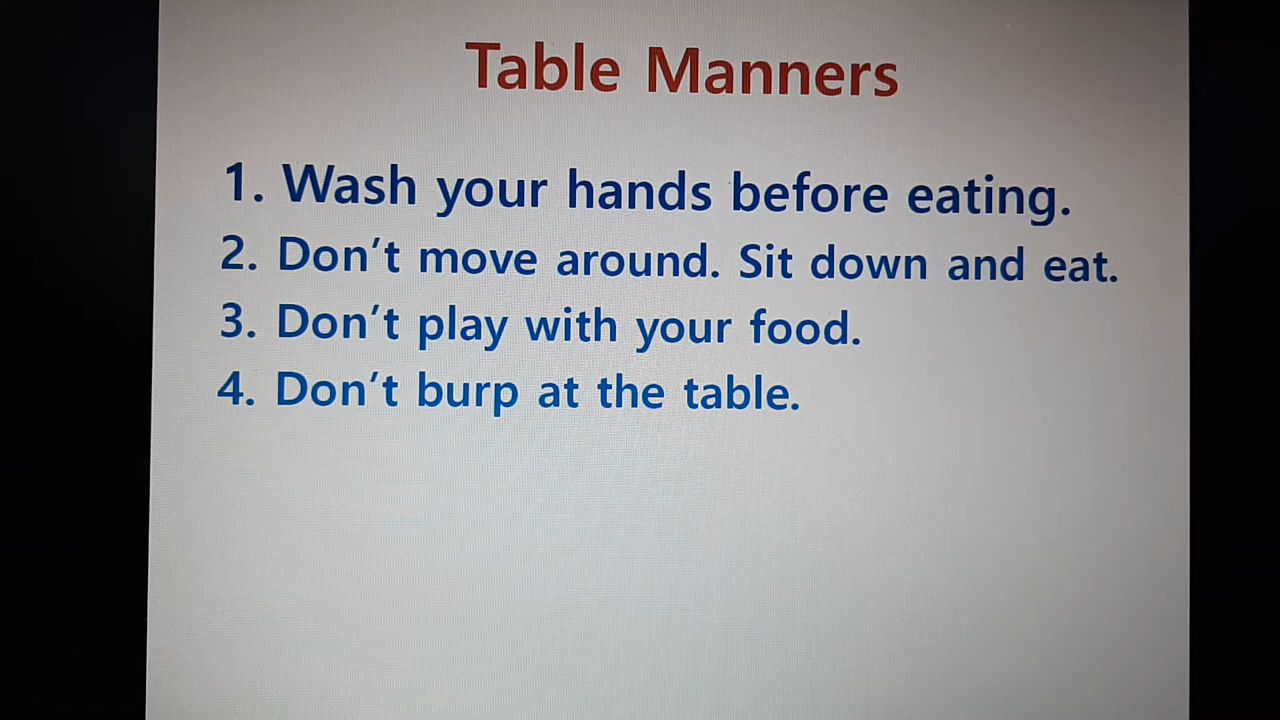 Table Manners
1. Wash your hands before eating.
2. Don't move around. Sit down and eat.
3. Don't play with your food.
4. Don't burp at the table.